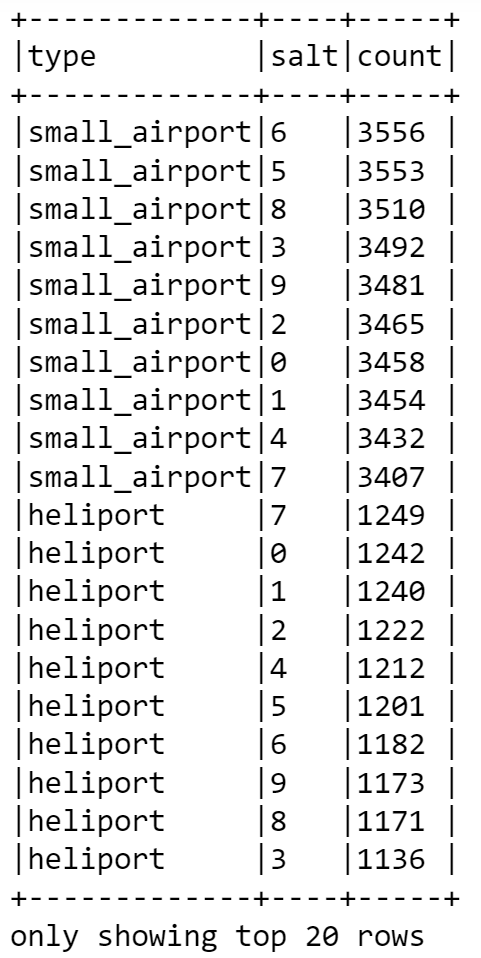 +-------------+----+-----+
|type         |salt|count|
+-------------+----+-----+
|small_airport|6   |3556 |
|small_airport|5   |3553 |
|small_airport|8   |3510 |
|small_airport|3   |3492 |
|small_airport|9   |3481 |
|small_airport|2   |3465 |
|small_airport|0   |3458 |
|small_airport|1   |3454 |
|small_airport|4   |3432 |
|small_airport|7   |3407 |
|heliport     |7   |1249 |
|heliport     |0   |1242 |
|heliport     |1   |1240 |
|heliport     |2   |1222 |
|heliport     |4   |1212 |
|heliport     |5   |1201 |
|heliport     |6   |1182 |
|heliport     |9   |1173 |
|heliport     |8   |1171 |
|heliport     |3   |1136 |
+-------------+----+-----+
only showing top 20 rows